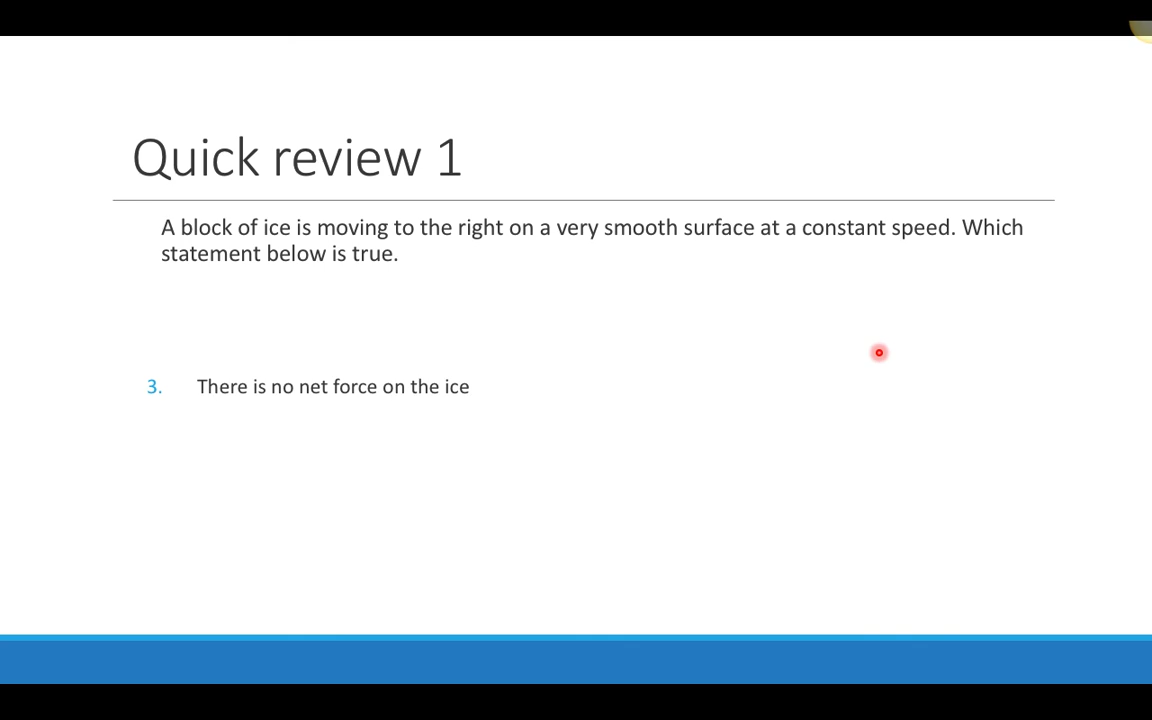 Quick review 1
A block of ice is moving to the right on a very smooth surface at a constant speed. Which
statement below is true.
3. There is no net force on the ice